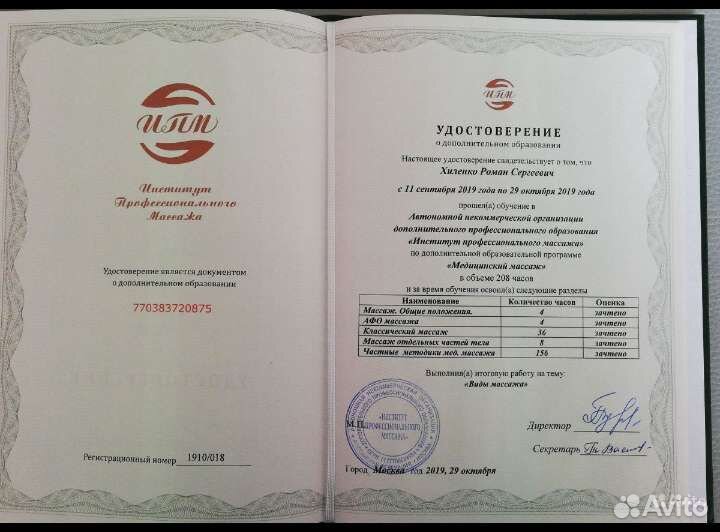 ИПМ
Институт
Профессионального
Массажа
Удостоверение является документом
о дополнительном образовании
770383720875
Регистрационный номер 1910/018
ИПМ
УДОСТОВЕРЕНИЕ
о дополнительном образовании
Настоящее удостоверение свидетельствует о том, что
Хиленко Роман Сергеевич
с 11 сентября 2019 года по 29 октября 2019 года
прошел(а) обучение в
Автономной некоммерческой организации
дополнительного профессионального образования
«Институт профессионального массажа»
по дополнительной образовательной программе
«Медицинский массаж»
в объеме 208 часов
и за время обучения освоил(а) следующие разделы
Наименование Количество часов Оценка
Массаж. Общие положения. 4 зачтено
АФО массажа 4 зачтено
Классический массаж 36 зачтено
Массаж отдельных частей тела 8 зачтено
Частные методики мед. массажа 156 зачтено
Выполнил(а) итоговую работу на тему:
«Виды массажа»
М.П.
«ИНСТИТУТ
ПРОФЕССИОНАЛЬНОГО
МАССАЖА»
Директор
Секретарь
Город Москва год 2019, 29 октября
Avito